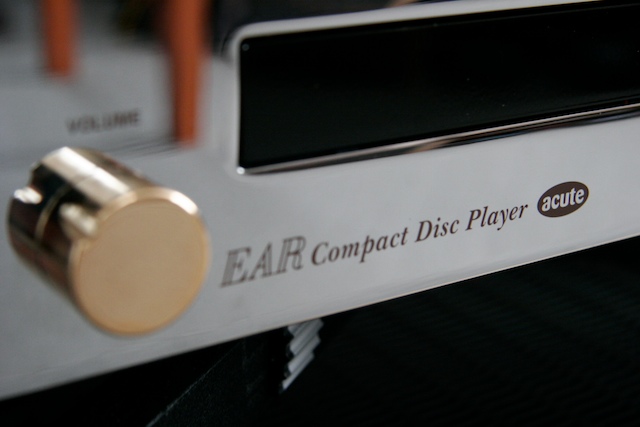 VOLUME
EAR Compact Disc Player acute